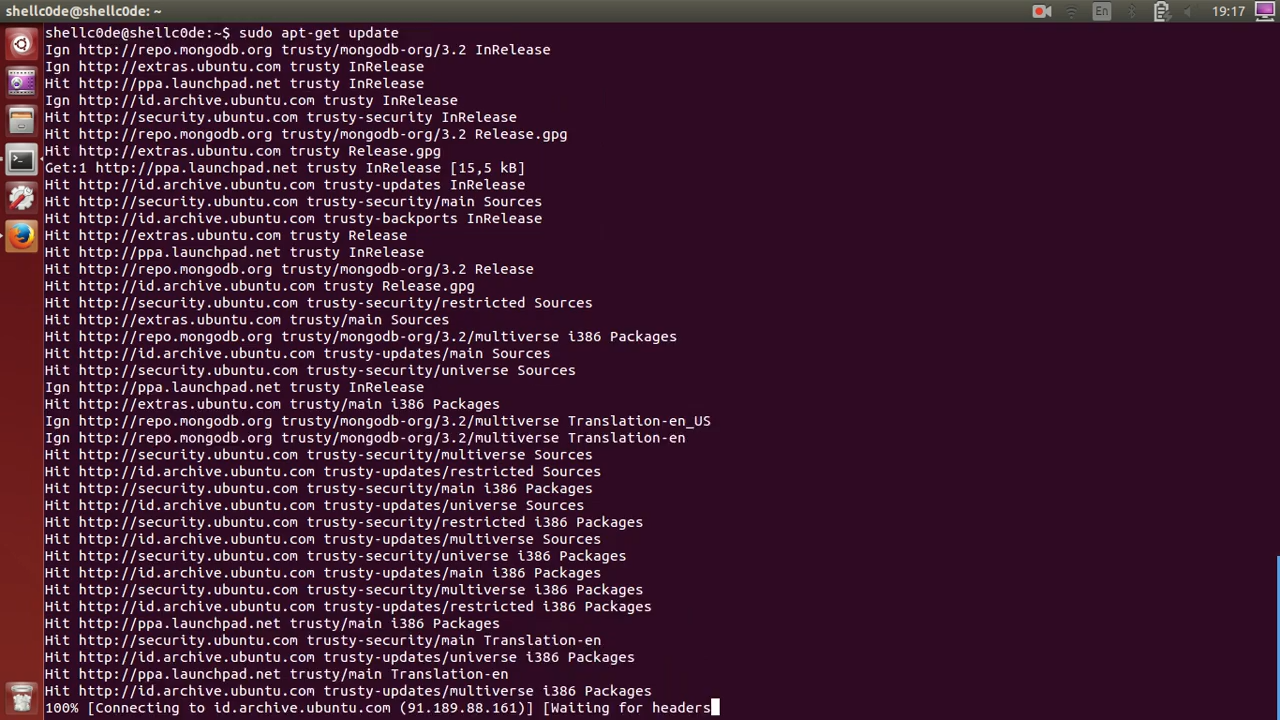 shellc0de@shellc0de: ~
En
19:17
shellc0de@shellc0de:~$ sudo apt-get update
Ign http://repo.mongodb.org trusty/mongodb-org/3.2 InRelease
Ign http://extras.ubuntu.com trusty InRelease
Hit http://ppa.launchpad.net trusty InRelease
Ign http://id.archive.ubuntu.com trusty InRelease
Hit http://security.ubuntu.com trusty-security InRelease
Hit http://repo.mongodb.org trusty/mongodb-org/3.2 Release.gpg
Hit http://extras.ubuntu.com trusty Release.gpg
Get:1 http://ppa.launchpad.net trusty InRelease [15,5 kB]
Hit http://id.archive.ubuntu.com trusty-updates InRelease
Hit http://security.ubuntu.com trusty-security/main Sources
Hit http://id.archive.ubuntu.com trusty-backports InRelease
Hit http://extras.ubuntu.com trusty Release
Hit http://ppa.launchpad.net trusty InRelease
Hit http://repo.mongodb.org trusty/mongodb-org/3.2 Release
Hit http://id.archive.ubuntu.com trusty Release.gpg
Hit http://security.ubuntu.com trusty-security/restricted Sources
Hit http://extras.ubuntu.com trusty/main Sources
Hit http://repo.mongodb.org trusty/mongodb-org/3.2/multiverse i386 Packages
Hit http://id.archive.ubuntu.com trusty-updates/main Sources
Hit http://security.ubuntu.com trusty-security/universe Sources
Ign http://ppa.launchpad.net trusty InRelease
Hit http://extras.ubuntu.com trusty/main i386 Packages
Ign http://repo.mongodb.org trusty/mongodb-org/3.2/multiverse Translation-en_US
Ign http://repo.mongodb.org trusty/mongodb-org/3.2/multiverse Translation-en
Hit http://security.ubuntu.com trusty-security/multiverse Sources
Hit http://id.archive.ubuntu.com trusty-updates/restricted Sources
Hit http://security.ubuntu.com trusty-security/main i386 Packages
Hit http://id.archive.ubuntu.com trusty-updates/universe Sources
Hit http://security.ubuntu.com trusty-security/restricted i386 Packages
Hit http://id.archive.ubuntu.com trusty-updates/multiverse Sources
Hit http://security.ubuntu.com trusty-security/universe i386 Packages
Hit http://id.archive.ubuntu.com trusty-updates/main i386 Packages
Hit http://security.ubuntu.com trusty-security/multiverse i386 Packages
Hit http://id.archive.ubuntu.com trusty-updates/restricted i386 Packages
Hit http://ppa.launchpad.net trusty/main i386 Packages
Hit http://security.ubuntu.com trusty-security/main Translation-en
Hit http://id.archive.ubuntu.com trusty-updates/universe i386 Packages
Hit http://ppa.launchpad.net trusty/main Translation-en
Hit http://id.archive.ubuntu.com trusty-updates/multiverse i386 Packages
100% [Connecting to id.archive.ubuntu.com (91.189.88.161)] [Waiting for headers